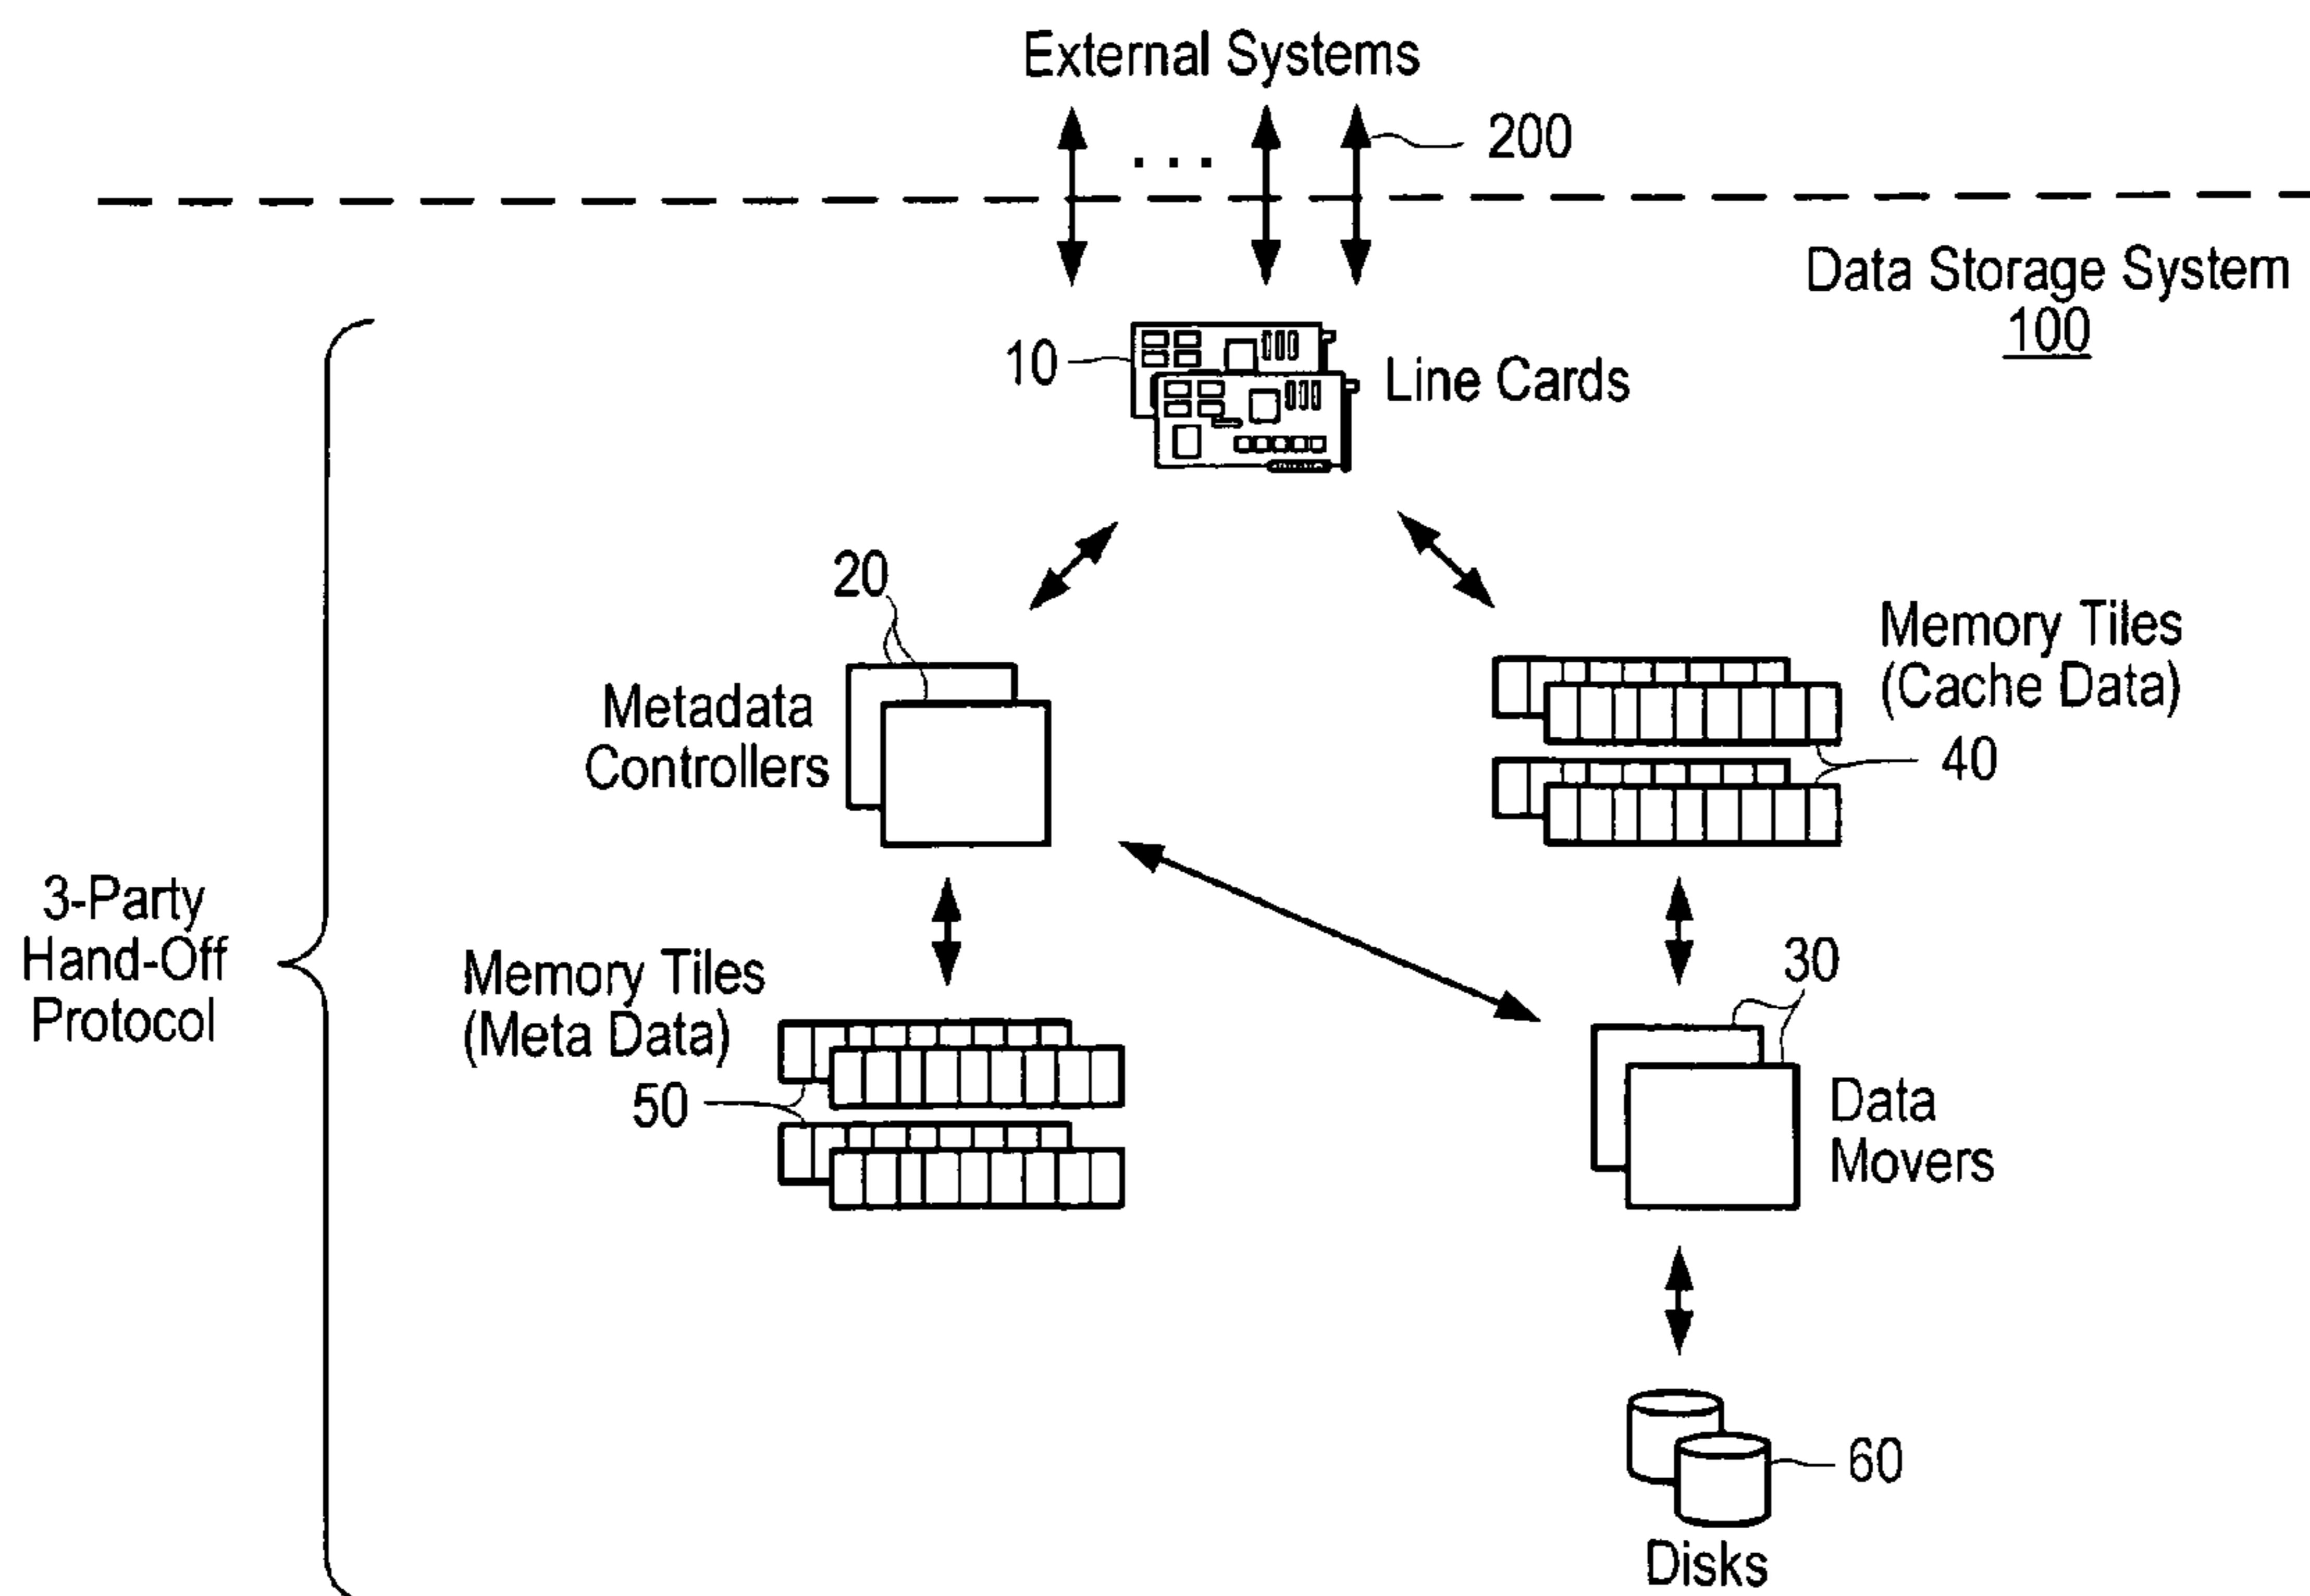 External Systems
200
Data Storage System
100
10
Line Cards
20
Metadata
Controllers
Memory Tiles
(Cache Data)
40
3-Party
Hand-Off
Protocol
Memory Tiles
(Meta Data)
50
30
Data
Movers
60
Disks